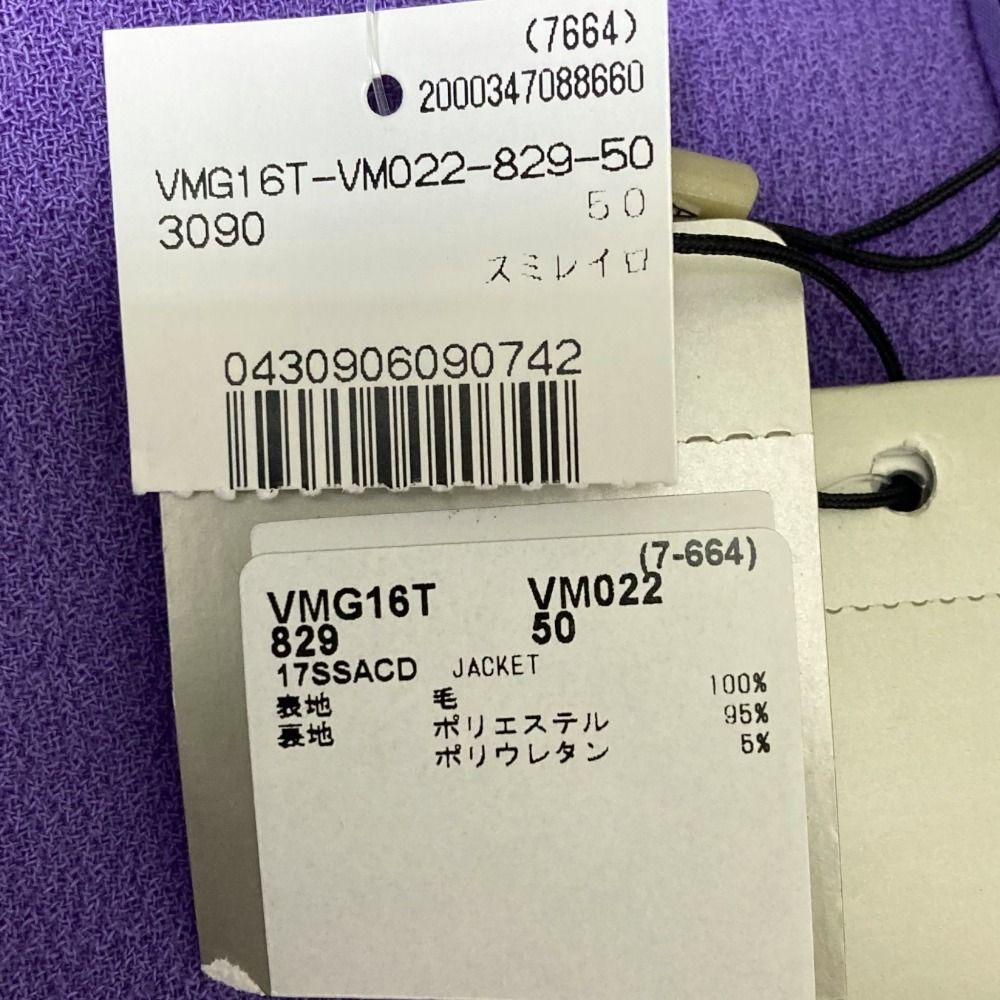 (7664)
2000347088660
VMG16T-VM022-829-50
3090 50
スミレイロ
0430906090742
(7-664)
VMG16T VM022
829 50
17SSACD JACKET
表地 毛 100%
裏地 ポリエステル 95%
ポリウレタン 5%